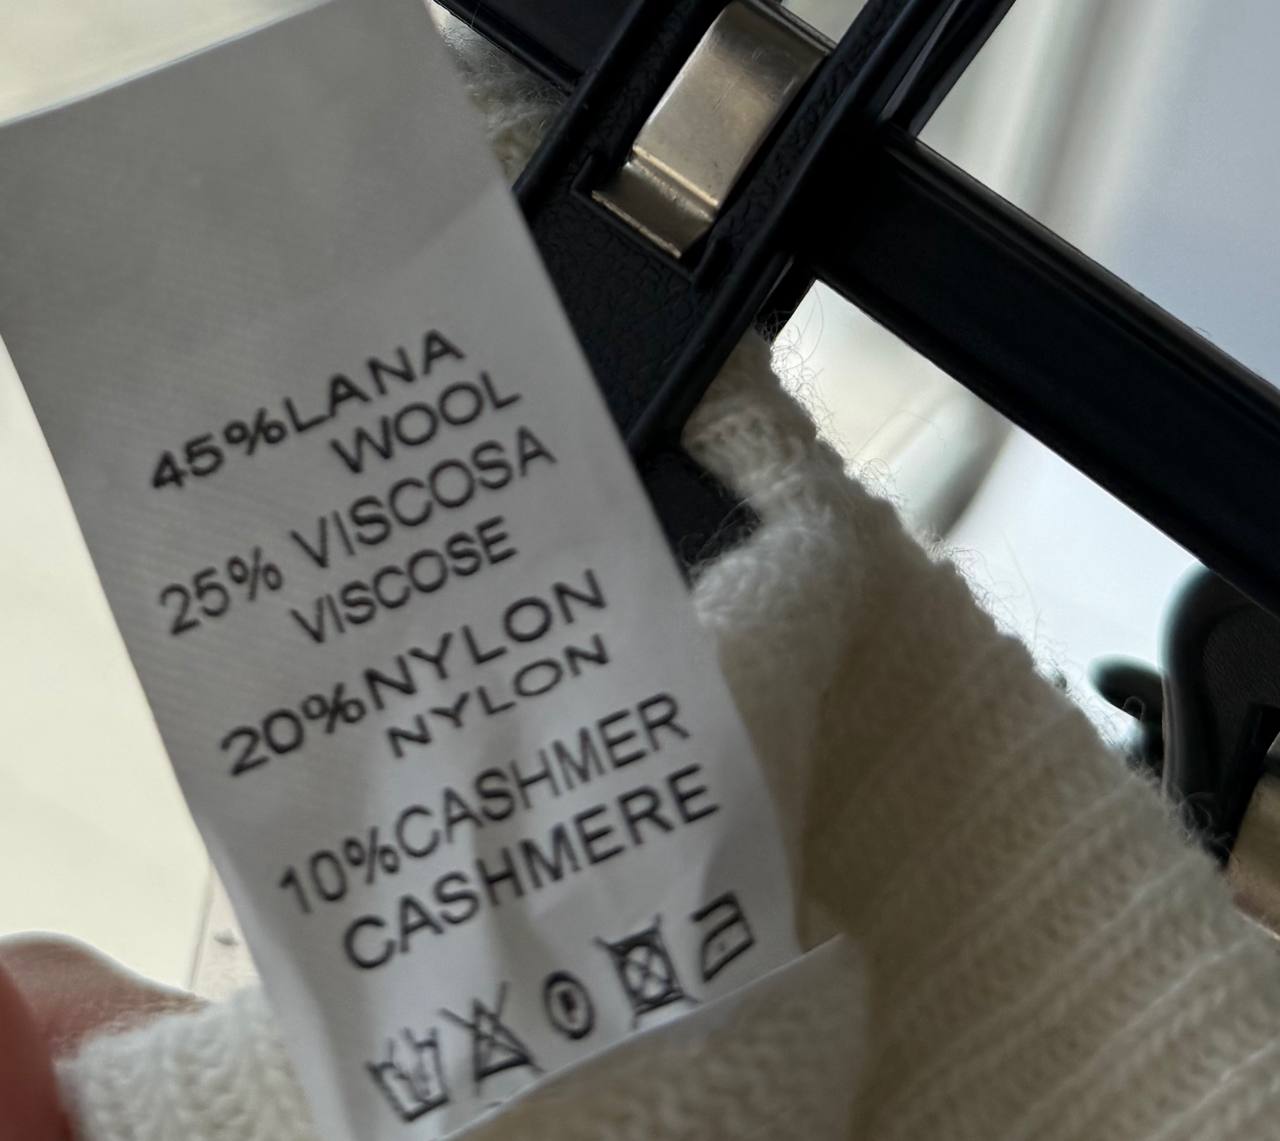 45%LANA
WOOL
25% VISCOSA
VISCOSE
20%NYLON
NYLON
10%CASHMER
CASHMERE
P